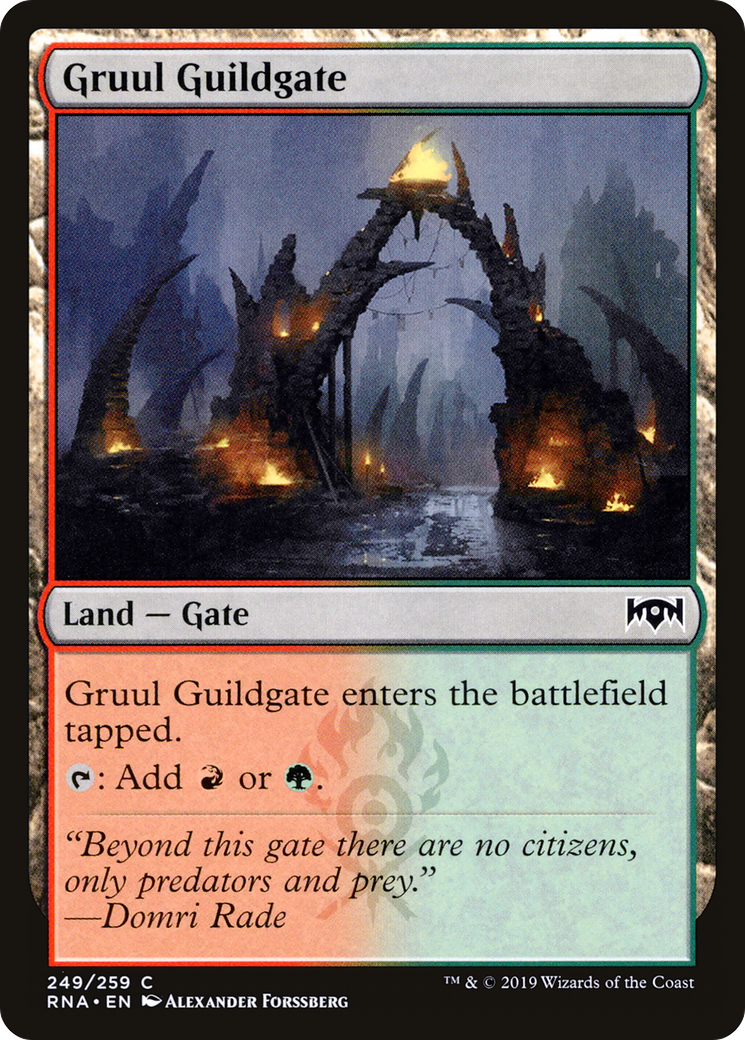 Gruul Guildgate
Land — Gate
Gruul Guildgate enters the battlefield
tapped.
: Add or .
“Beyond this gate there are no citizens,
only predators and prey.”
—Domri Rade
249/259 C
™ & © 2019 Wizards of the Coast
RNA • EN Alexander Forssberg